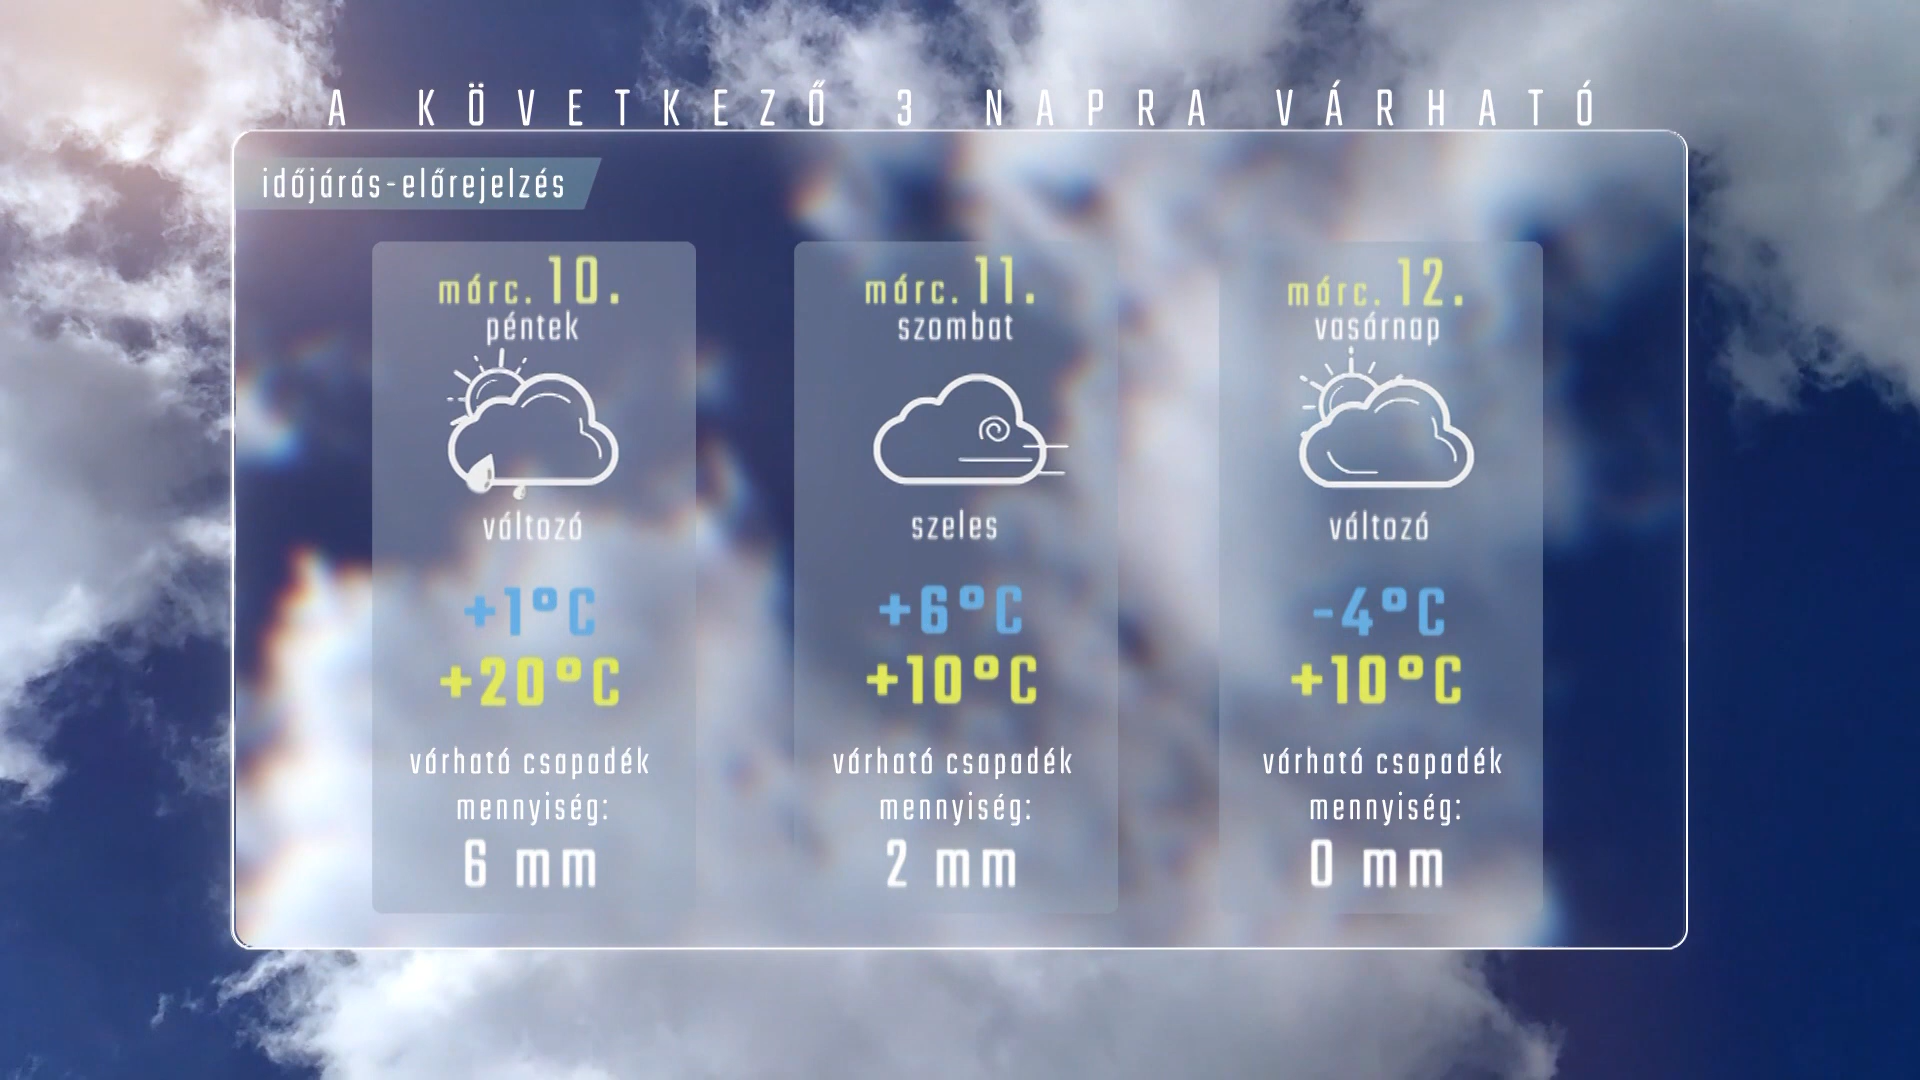 A KÖVETKEZŐ 3 NAPRA VÁRHATÓ
időjárás-előrejelzés
márc. 10.
péntek
változó
+1°C
+20°C
várható csapadék
mennyiség:
6 mm
márc. 11.
szombat
szeles
+6°C
+10°C
várható csapadék
mennyiség:
2 mm
márc. 12.
vasárnap
változó
-4°C
+10°C
várható csapadék
mennyiség:
0 mm